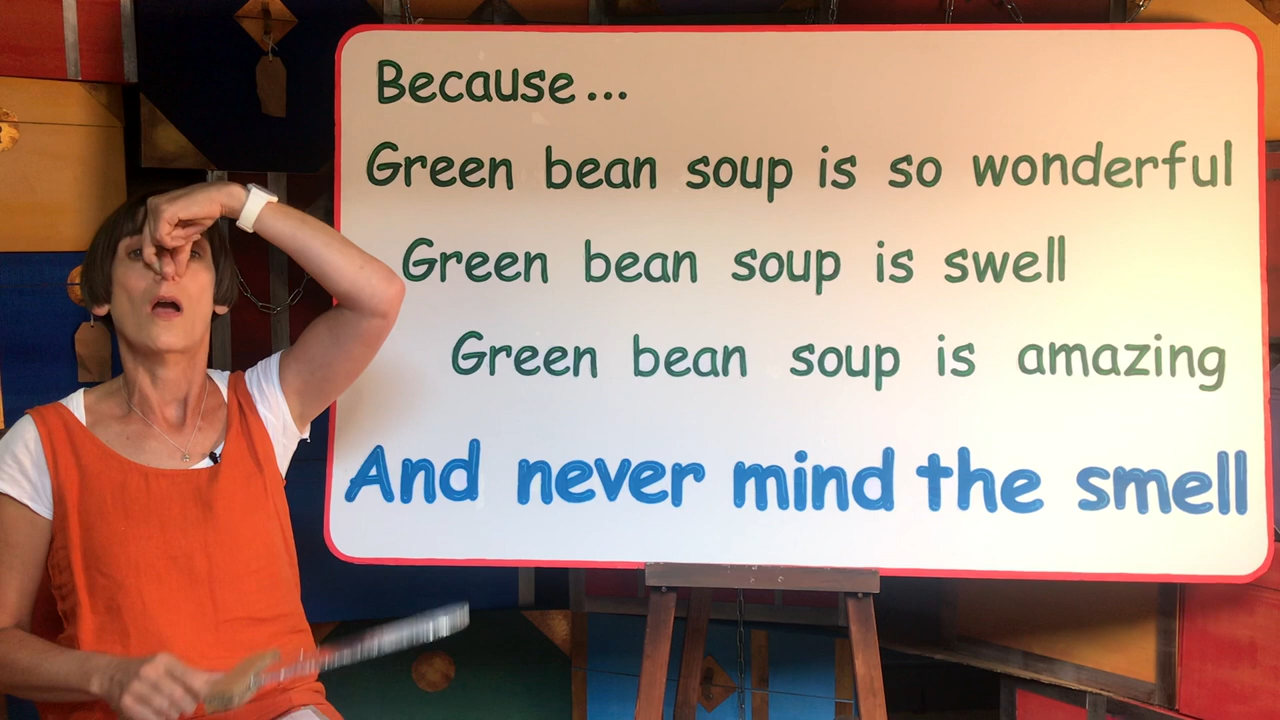 Because...
Green bean soup is so wonderful
Green bean soup is swell
Green bean soup is amazing
And never mind the smell